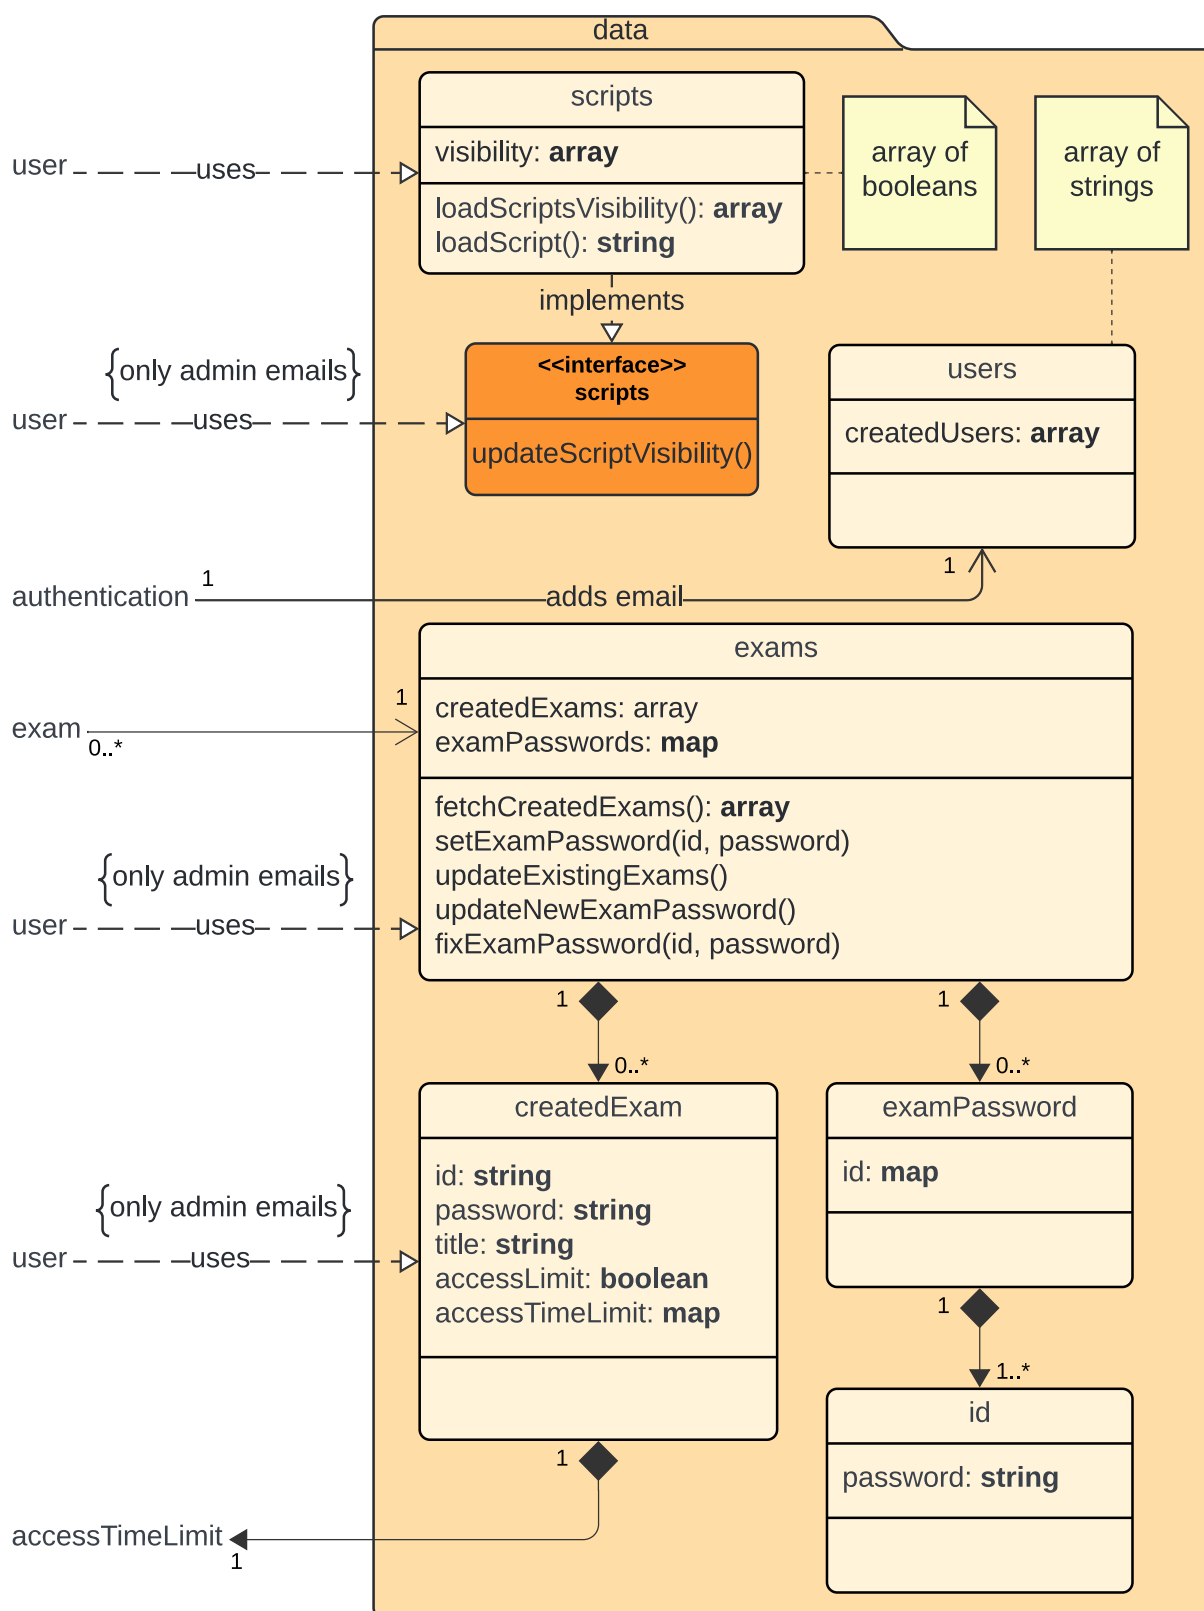 data
scripts
visibility: array
loadScriptsVisibility(): array
loadScript(): string
array of
booleans
array of
strings
user
uses
implements
{only admin emails}
<<interface>>
scripts
updateScriptVisibility()
user
uses
users
createdUsers: array
authentication
1
adds email
1
exams
createdExams: array
examPasswords: map
fetchCreatedExams(): array
setExamPassword(id, password)
updateExistingExams()
updateNewExamPassword()
fixExamPassword(id, password)
exam
0..*
1
{only admin emails}
user
uses
1
0..*
1
0..*
createdExam
id: string
password: string
title: string
accessLimit: boolean
accessTimeLimit: map
examPassword
id: map
{only admin emails}
user
uses
1
1..*
id
password: string
1
accessTimeLimit
1